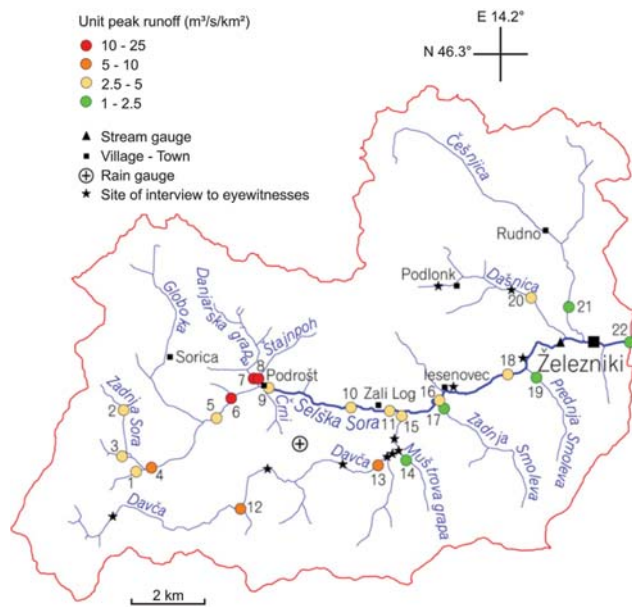 Unit peak runoff (m³/s/km²)
10 - 25
5 - 10
2.5 - 5
1 - 2.5
Stream gauge
Village - Town
Rain gauge
Site of interview to eyewitnesses
E 14.2°
N 46.3°
Češnjica
Rudno
Podlonk
Dašnica
20
21
22
Globoka
Danjarska grapa
Štajnpoh
Sorica
8
7
Podrošt
9
6
5
Črni
Zadnja Sora
2
3
1
4
Selška Sora
10
Zali Log
11
15
Iesenovec
16
17
18
Železniki
19
Prednja Smoleva
Zadnja Smoleva
Davča
12
Davča
13
14
Muštrova grapa
2 km